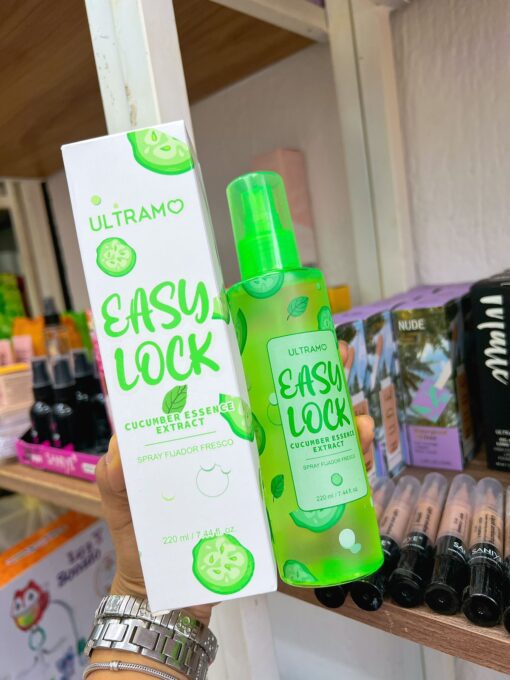 ULTRAMO
EASY
LOCK
CUCUMBER ESSENCE
EXTRACT
SPRAY FIJADOR FRESCO
220 ml / 7.44 fl. oz.
ULTRAMO
EASY
LOCK
CUCUMBER ESSENCE
EXTRACT
SPRAY FIJADOR FRESCO
220 ml / 7.44 fl.oz
NUDE
SANIYE